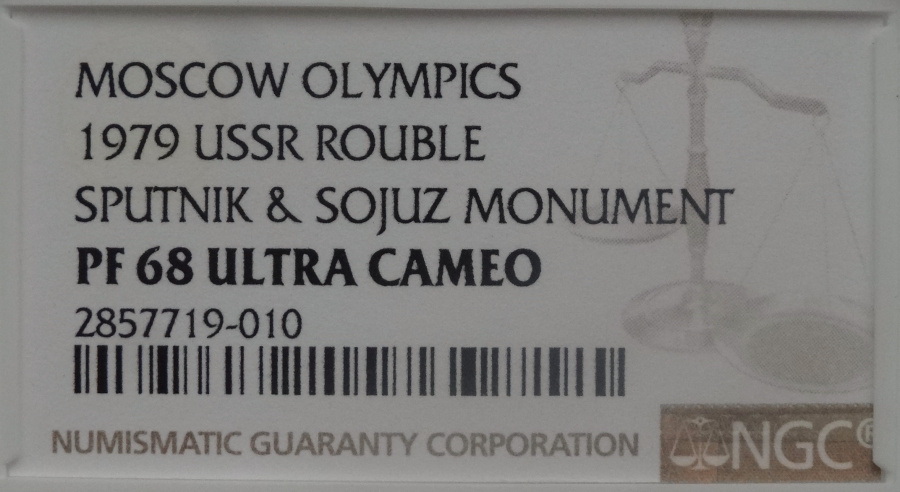 MOSCOW OLYMPICS
1979 USSR ROUBLE
SPUTNIK & SOJUZ MONUMENT
PF 68 ULTRA CAMEO
2857719-010
NUMISMATIC GUARANTY CORPORATION NGC®